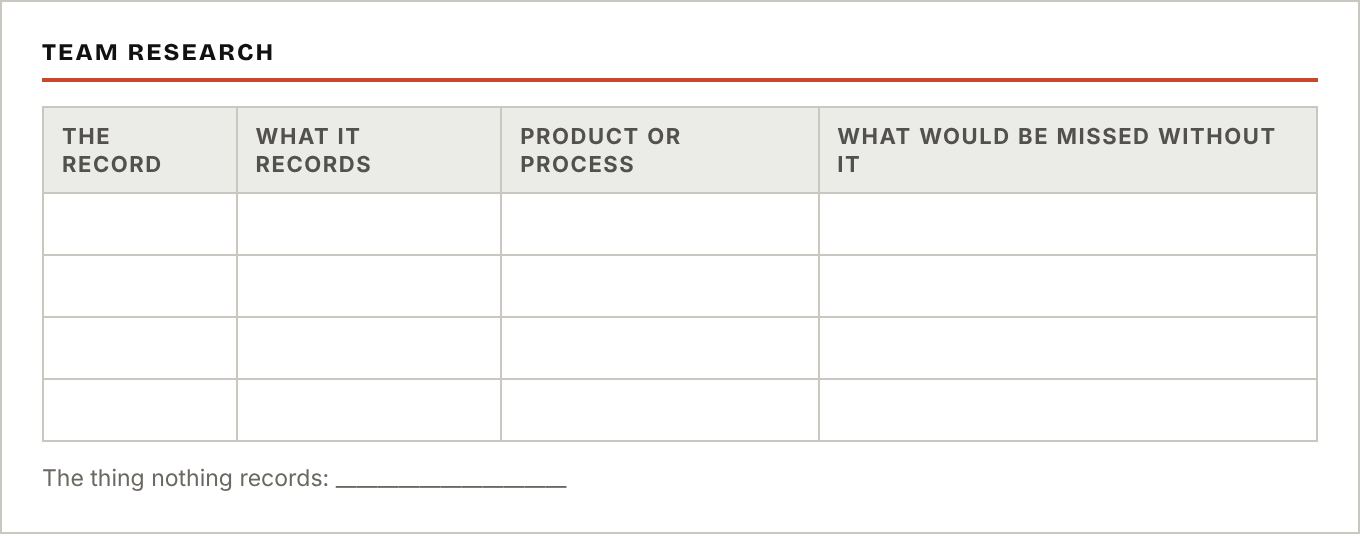 TEAM RESEARCH
THE
RECORD
WHAT IT
RECORDS
PRODUCT OR
PROCESS
WHAT WOULD BE MISSED WITHOUT
IT
The thing nothing records: ____________________